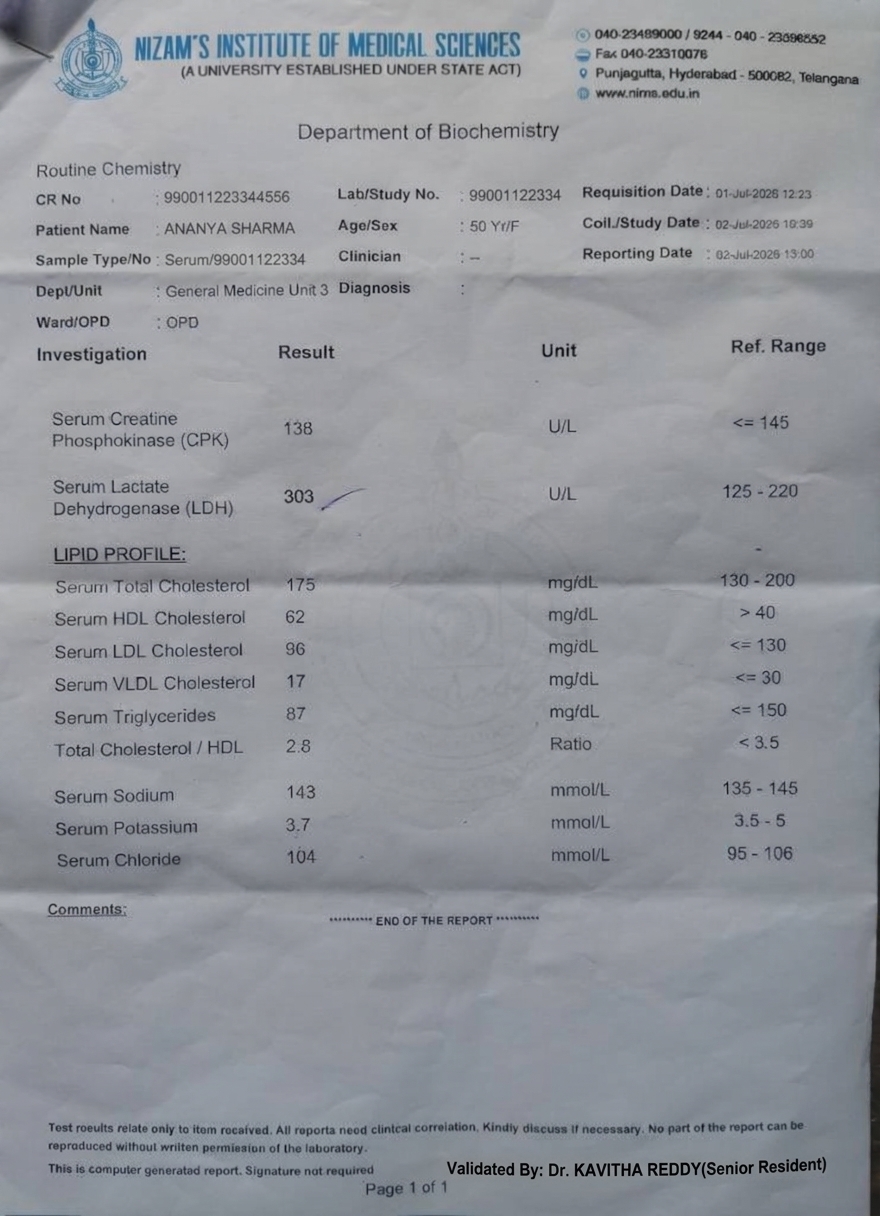 NIZAM'S INSTITUTE OF MEDICAL SCIENCES
(A UNIVERSITY ESTABLISHED UNDER STATE ACT)
040-23489000 / 9244 - 040 - 23396552
Fax 040-23310076
Punjagutta, Hyderabad - 500082, Telangana
www.nims.edu.in
Department of Biochemistry
Routine Chemistry
CR No : 990011223344556 Lab/Study No. : 99001122334 Requisition Date : 01-Jul-2026 12:23
Patient Name : ANANYA SHARMA Age/Sex : 50 Yr/F Coll./Study Date : 02-Jul-2026 10:39
Sample Type/No : Serum/99001122334 Clinician : -- Reporting Date : 02-Jul-2026 13:00
Dept/Unit : General Medicine Unit 3 Diagnosis :
Ward/OPD : OPD
Investigation Result Unit Ref. Range
Serum Creatine
Phosphokinase (CPK) 138 U/L <= 145
Serum Lactate
Dehydrogenase (LDH) 303 U/L 125 - 220
LIPID PROFILE: -
Serum Total Cholesterol 175 mg/dL 130 - 200
Serum HDL Cholesterol 62 mg/dL > 40
Serum LDL Cholesterol 96 mg/dL <= 130
Serum VLDL Cholesterol 17 mg/dL <= 30
Serum Triglycerides 87 mg/dL <= 150
Total Cholesterol / HDL 2.8 Ratio < 3.5
Serum Sodium 143 mmol/L 135 - 145
Serum Potassium 3.7 mmol/L 3.5 - 5
Serum Chloride 104 mmol/L 95 - 106
Comments:
********** END OF THE REPORT **********
Test roeults relate only to itom rocaived. All reporta need clintcal correlation. Kindly discuss if necessary. No part of the report can be
reproduced without written permission of the laboratory.
This is computer generated report. Signature not required
Validated By: Dr. KAVITHA REDDY(Senior Resident)
Page 1 of 1